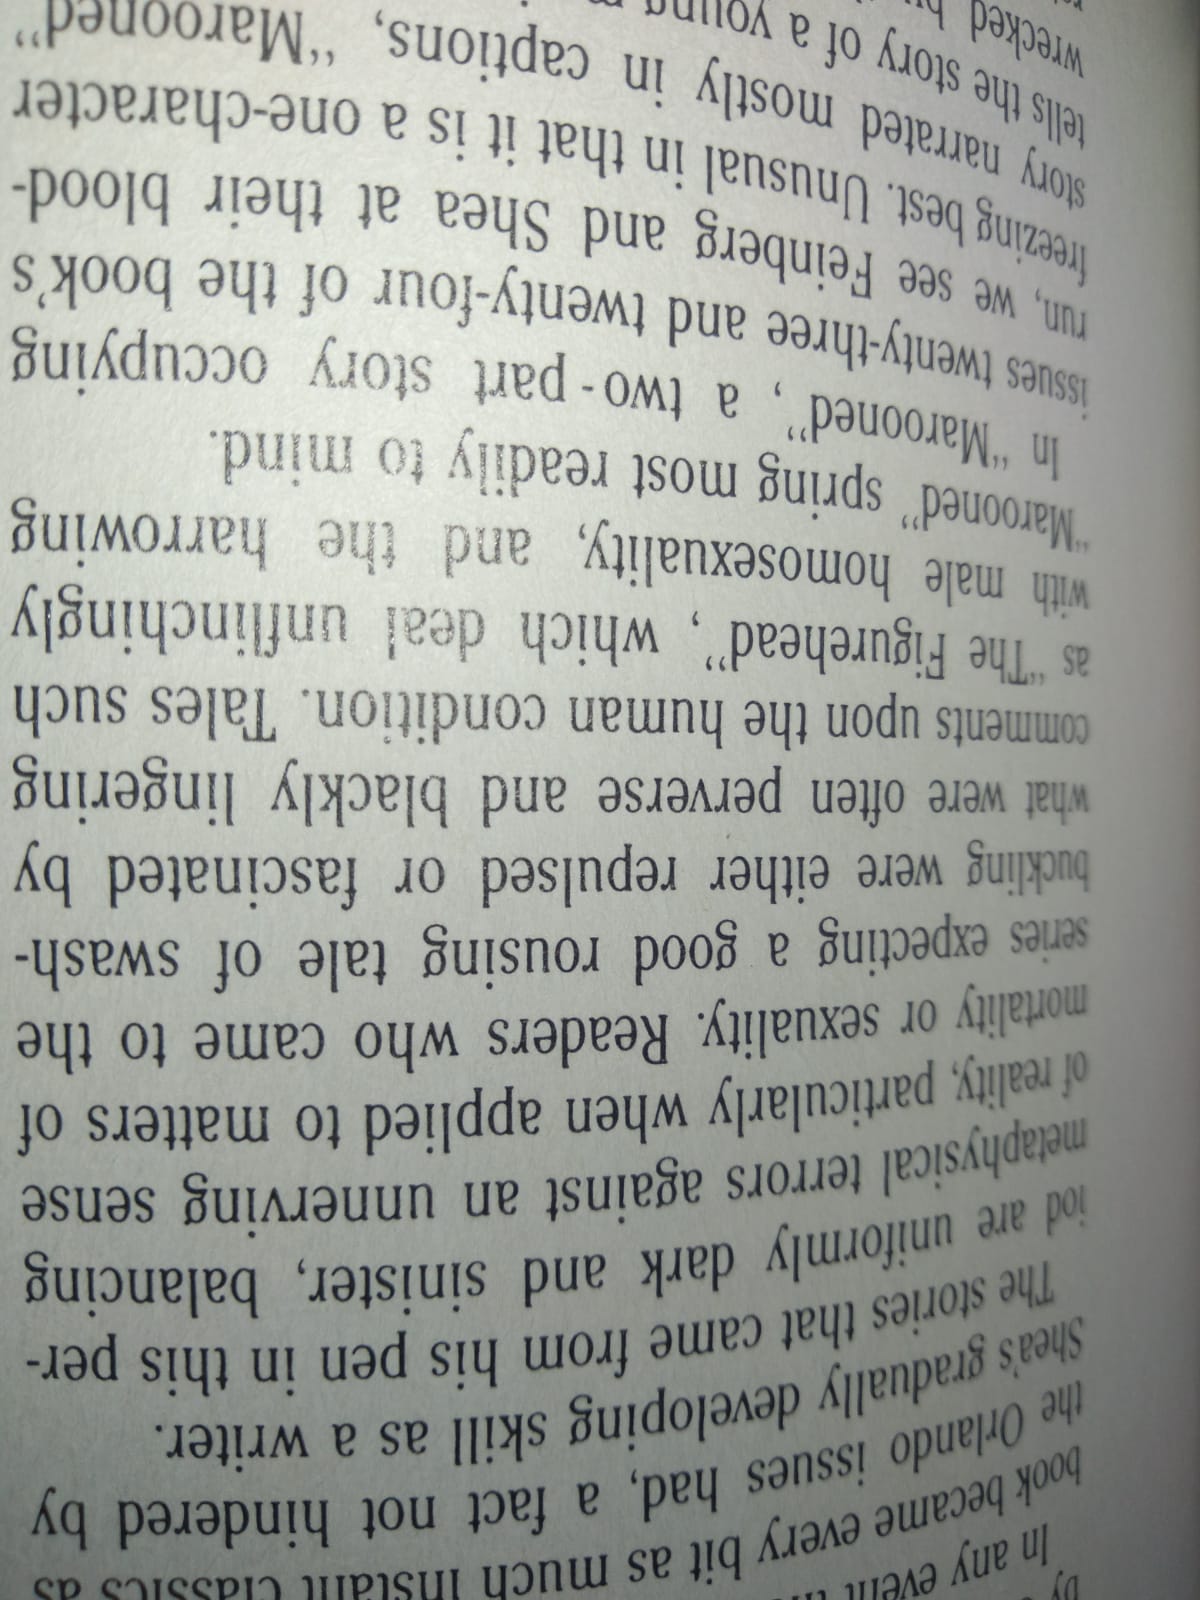 by
In any event
book became every bit as much instant classics as
the Orlando issues had, a fact not hindered by
Shea's gradually developing skill as a writer.
The stories that came from his pen in this per-
iod are uniformly dark and sinister, balancing
metaphysical terrors against an unnerving sense
of reality, particularly when applied to matters of
mortality or sexuality. Readers who came to the
series expecting a good rousing tale of swash-
buckling were either repulsed or fascinated by
what were often perverse and blackly lingering
comments upon the human condition. Tales such
as “The Figurehead”, which deal unflinchingly
with male homosexuality, and the harrowing
“Marooned” spring most readily to mind.
In “Marooned”, a two-part story occupying
issues twenty-three and twenty-four of the book’s
run, we see Feinberg and Shea at their blood-
freezing best. Unusual in that it is a one-character
story narrated mostly in captions, “Marooned”
tells the story of a young
wrecked